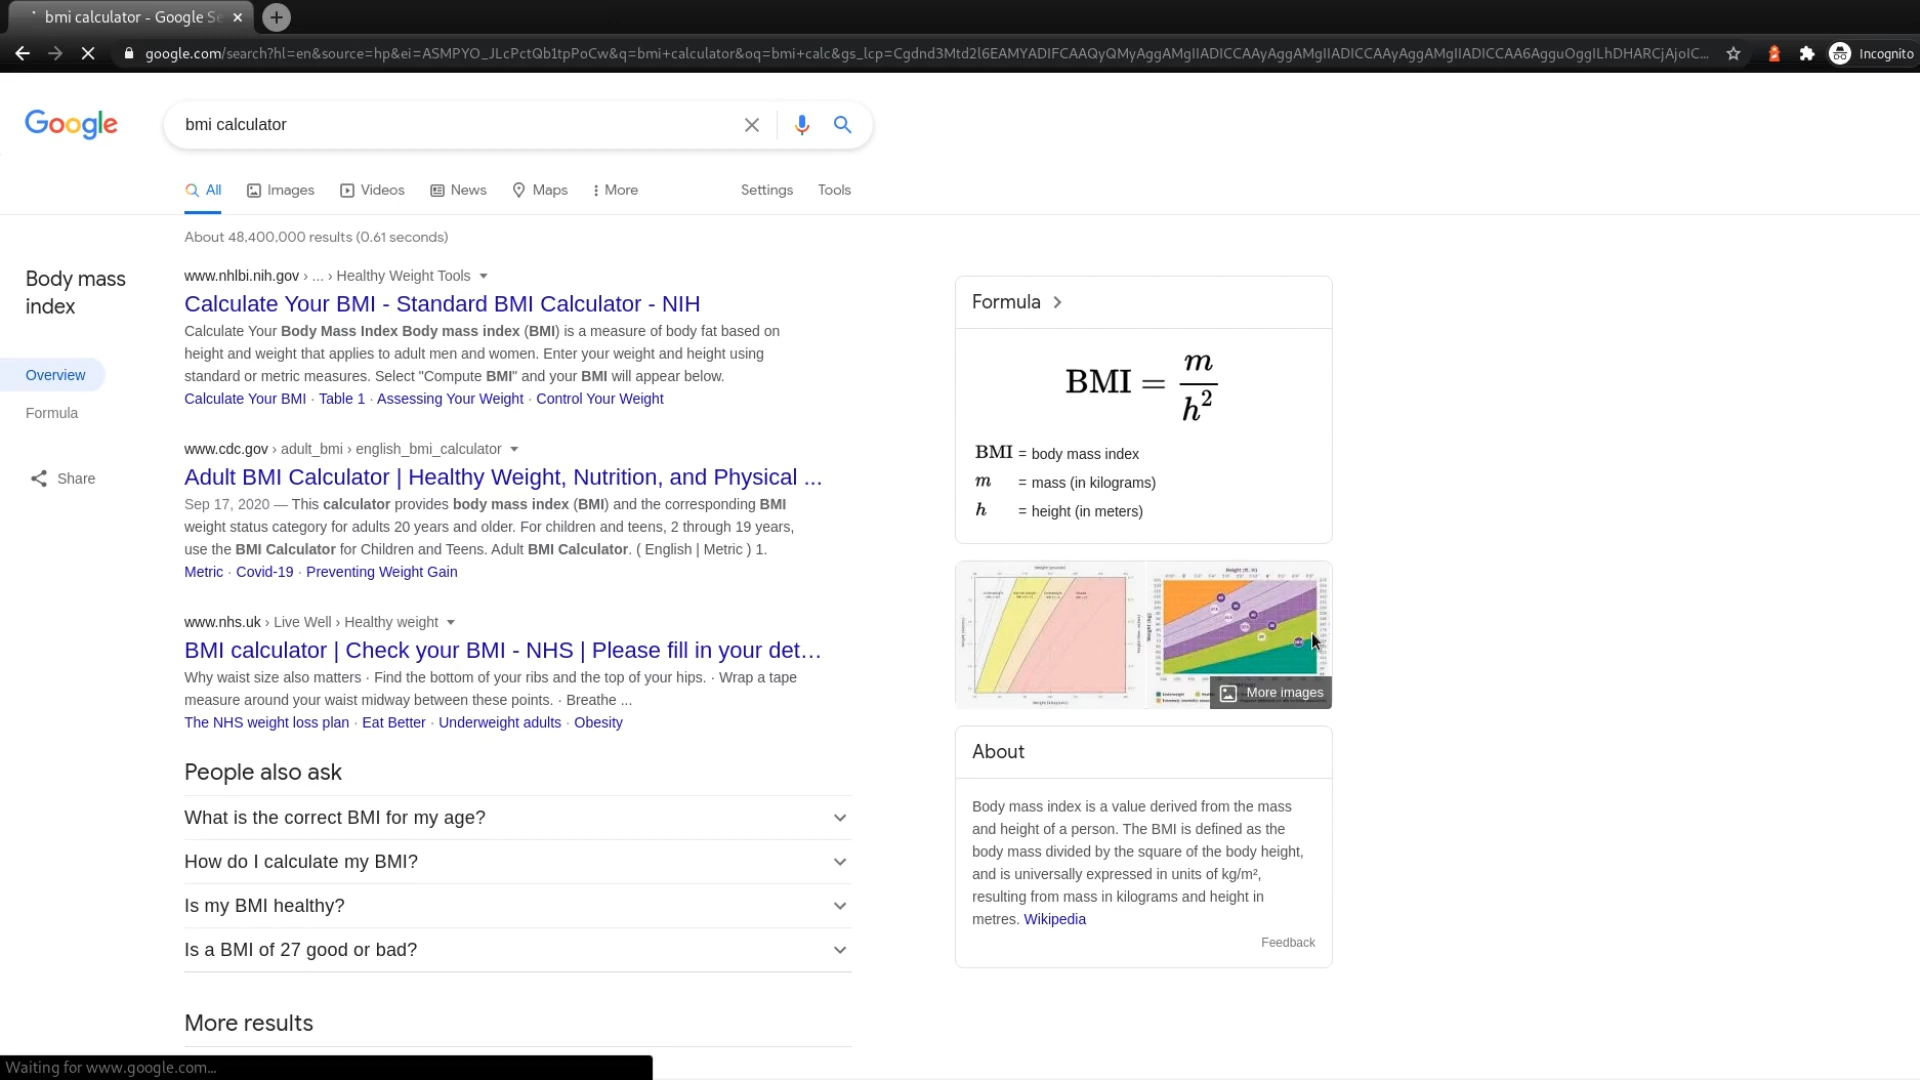 bmi calculator - Google Se
google.com/search?hl=en&source=hp&ei=ASMPYO_JLcPctQb1tpPoCw&q=bmi+calculator&oq=bmi+calc&gs_lcp=Cgdnd3Mtd2l6EAMYADIFCAAQyQMyAggAMgIIADICCAAyAggAMgIIADICCAAyAggAMgIIADICCAA6AgguOggILhDHARCjAjoIC...
Incognito
Google
bmi calculator
All
Images
Videos
News
Maps
More
Settings
Tools
About 48,400,000 results (0.61 seconds)
Body mass
index
Overview
Formula
Share
www.nhlbi.nih.gov › ... › Healthy Weight Tools
Calculate Your BMI - Standard BMI Calculator - NIH
Calculate Your Body Mass Index Body mass index (BMI) is a measure of body fat based on
height and weight that applies to adult men and women. Enter your weight and height using
standard or metric measures. Select "Compute BMI" and your BMI will appear below.
Calculate Your BMI · Table 1 · Assessing Your Weight · Control Your Weight
www.cdc.gov › adult_bmi › english_bmi_calculator
Adult BMI Calculator | Healthy Weight, Nutrition, and Physical ...
Sep 17, 2020 — This calculator provides body mass index (BMI) and the corresponding BMI
weight status category for adults 20 years and older. For children and teens, 2 through 19 years,
use the BMI Calculator for Children and Teens. Adult BMI Calculator. ( English | Metric ) 1.
Metric · Covid-19 · Preventing Weight Gain
www.nhs.uk › Live Well › Healthy weight
BMI calculator | Check your BMI - NHS | Please fill in your det...
Why waist size also matters · Find the bottom of your ribs and the top of your hips. · Wrap a tape
measure around your waist midway between these points. · Breathe ...
The NHS weight loss plan · Eat Better · Underweight adults · Obesity
People also ask
What is the correct BMI for my age?
How do I calculate my BMI?
Is my BMI healthy?
Is a BMI of 27 good or bad?
More results
Formula
BMI = m / h²
BMI = body mass index
m = mass (in kilograms)
h = height (in meters)
More images
About
Body mass index is a value derived from the mass
and height of a person. The BMI is defined as the
body mass divided by the square of the body height,
and is universally expressed in units of kg/m²,
resulting from mass in kilograms and height in
metres. Wikipedia
Feedback
Waiting for www.google.com...